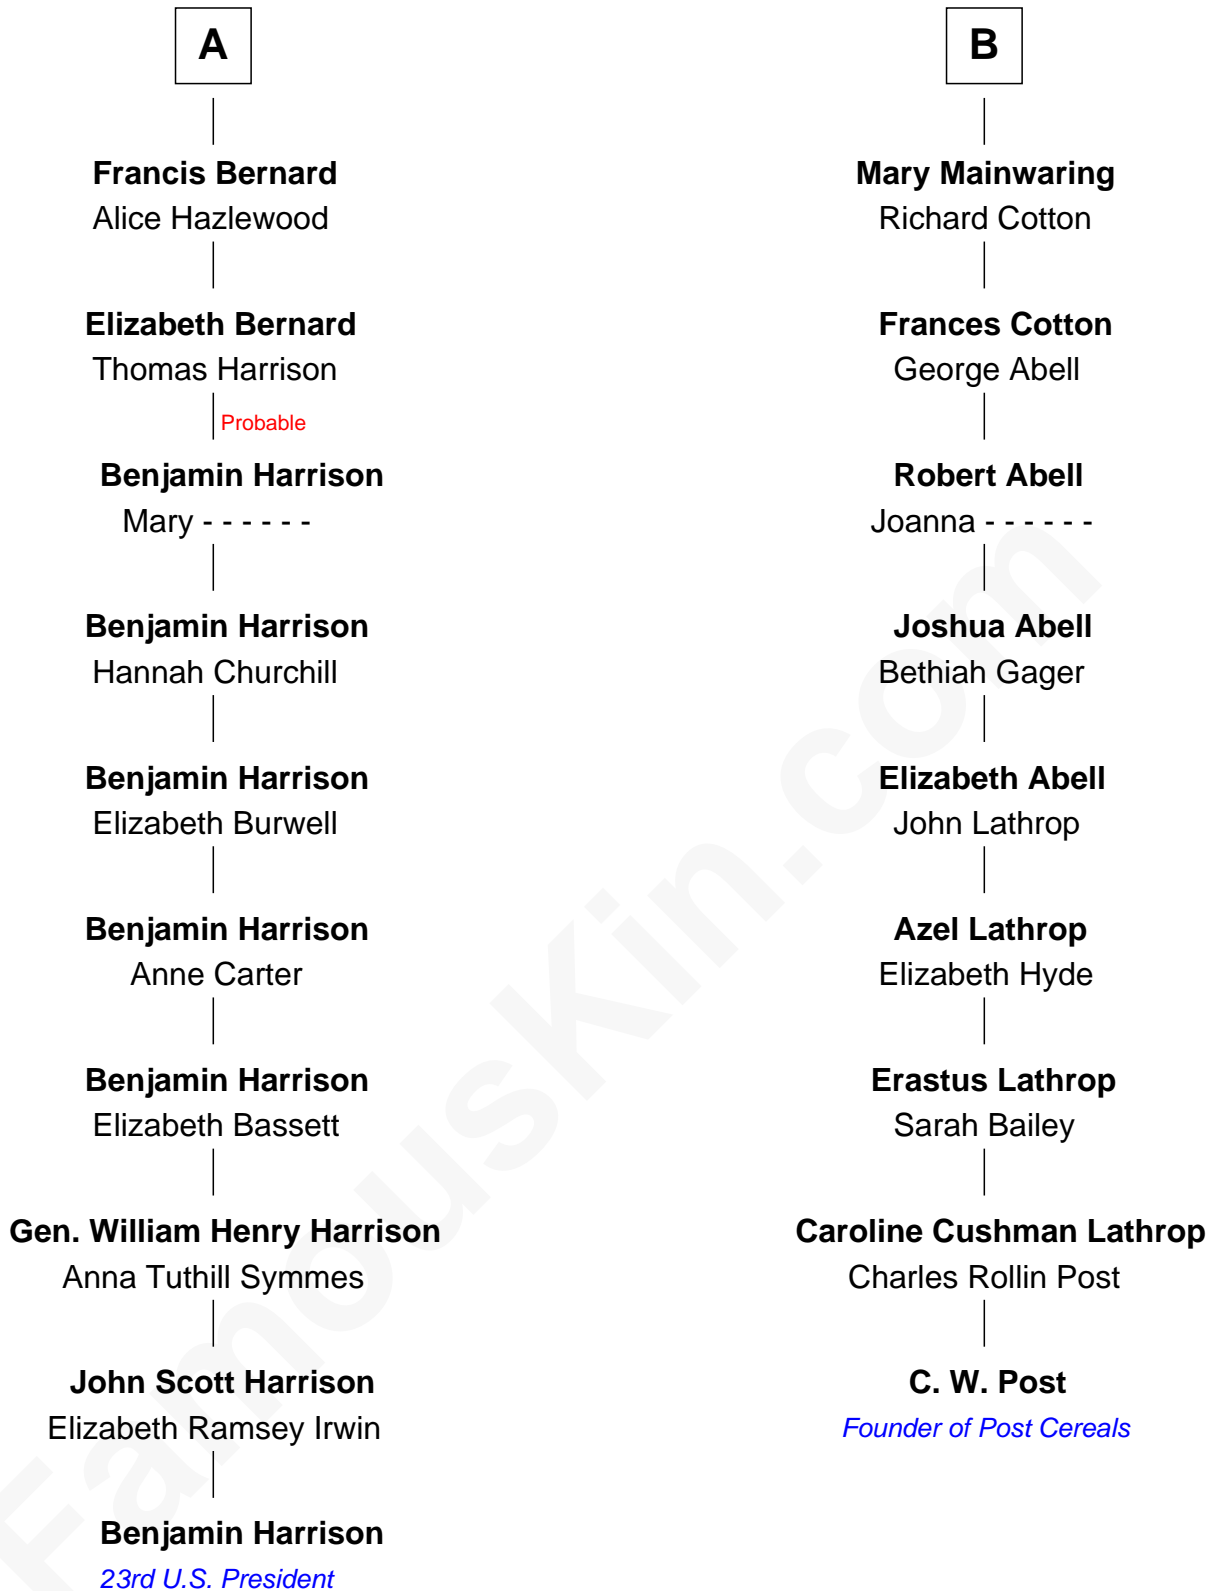 A
Francis Bernard
Alice Hazlewood
Elizabeth Bernard
Thomas Harrison
Probable
Benjamin Harrison
Mary - - - - - -
Benjamin Harrison
Hannah Churchill
Benjamin Harrison
Elizabeth Burwell
Benjamin Harrison
Anne Carter
Benjamin Harrison
Elizabeth Bassett
Gen. William Henry Harrison
Anna Tuthill Symmes
John Scott Harrison
Elizabeth Ramsey Irwin
Benjamin Harrison
23rd U.S. President
B
Mary Mainwaring
Richard Cotton
Frances Cotton
George Abell
Robert Abell
Joanna - - - - - -
Joshua Abell
Bethiah Gager
Elizabeth Abell
John Lathrop
Azel Lathrop
Elizabeth Hyde
Erastus Lathrop
Sarah Bailey
Caroline Cushman Lathrop
Charles Rollin Post
C. W. Post
Founder of Post Cereals
FamousKin.com